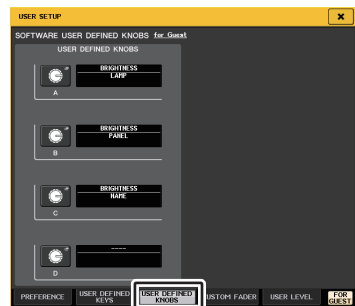 USER SETUP
SOFTWARE USER DEFINED KNOBS for Guest
USER DEFINED KNOBS
BRIGHTNESS
LAMP
A
BRIGHTNESS
PANEL
B
BRIGHTNESS
NAME
C
----
D
PREFERENCE
USER DEFINED
KEYS
USER DEFINED
KNOBS
USTOM FADER
USER LEVEL
FOR
GUEST